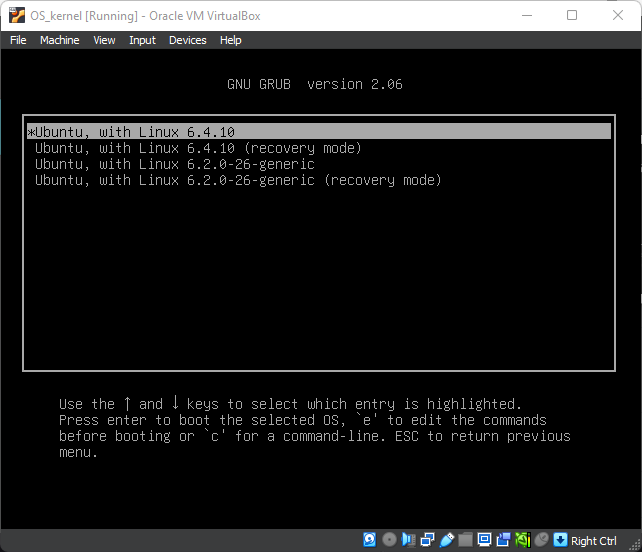 OS_kernel [Running] - Oracle VM VirtualBox
File Machine View Input Devices Help
GNU GRUB  version 2.06
*Ubuntu, with Linux 6.4.10
Ubuntu, with Linux 6.4.10 (recovery mode)
Ubuntu, with Linux 6.2.0-26-generic
Ubuntu, with Linux 6.2.0-26-generic (recovery mode)
Use the ↑ and ↓ keys to select which entry is highlighted.
Press enter to boot the selected OS, `e' to edit the commands
before booting or `c' for a command-line. ESC to return previous
menu.
Right Ctrl